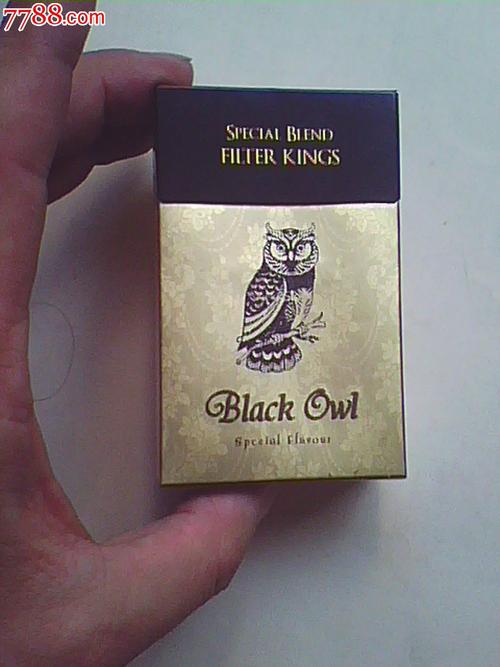 7788.com
SPECIAL BLEND
FILTER KINGS
Black Owl
Special Flavour